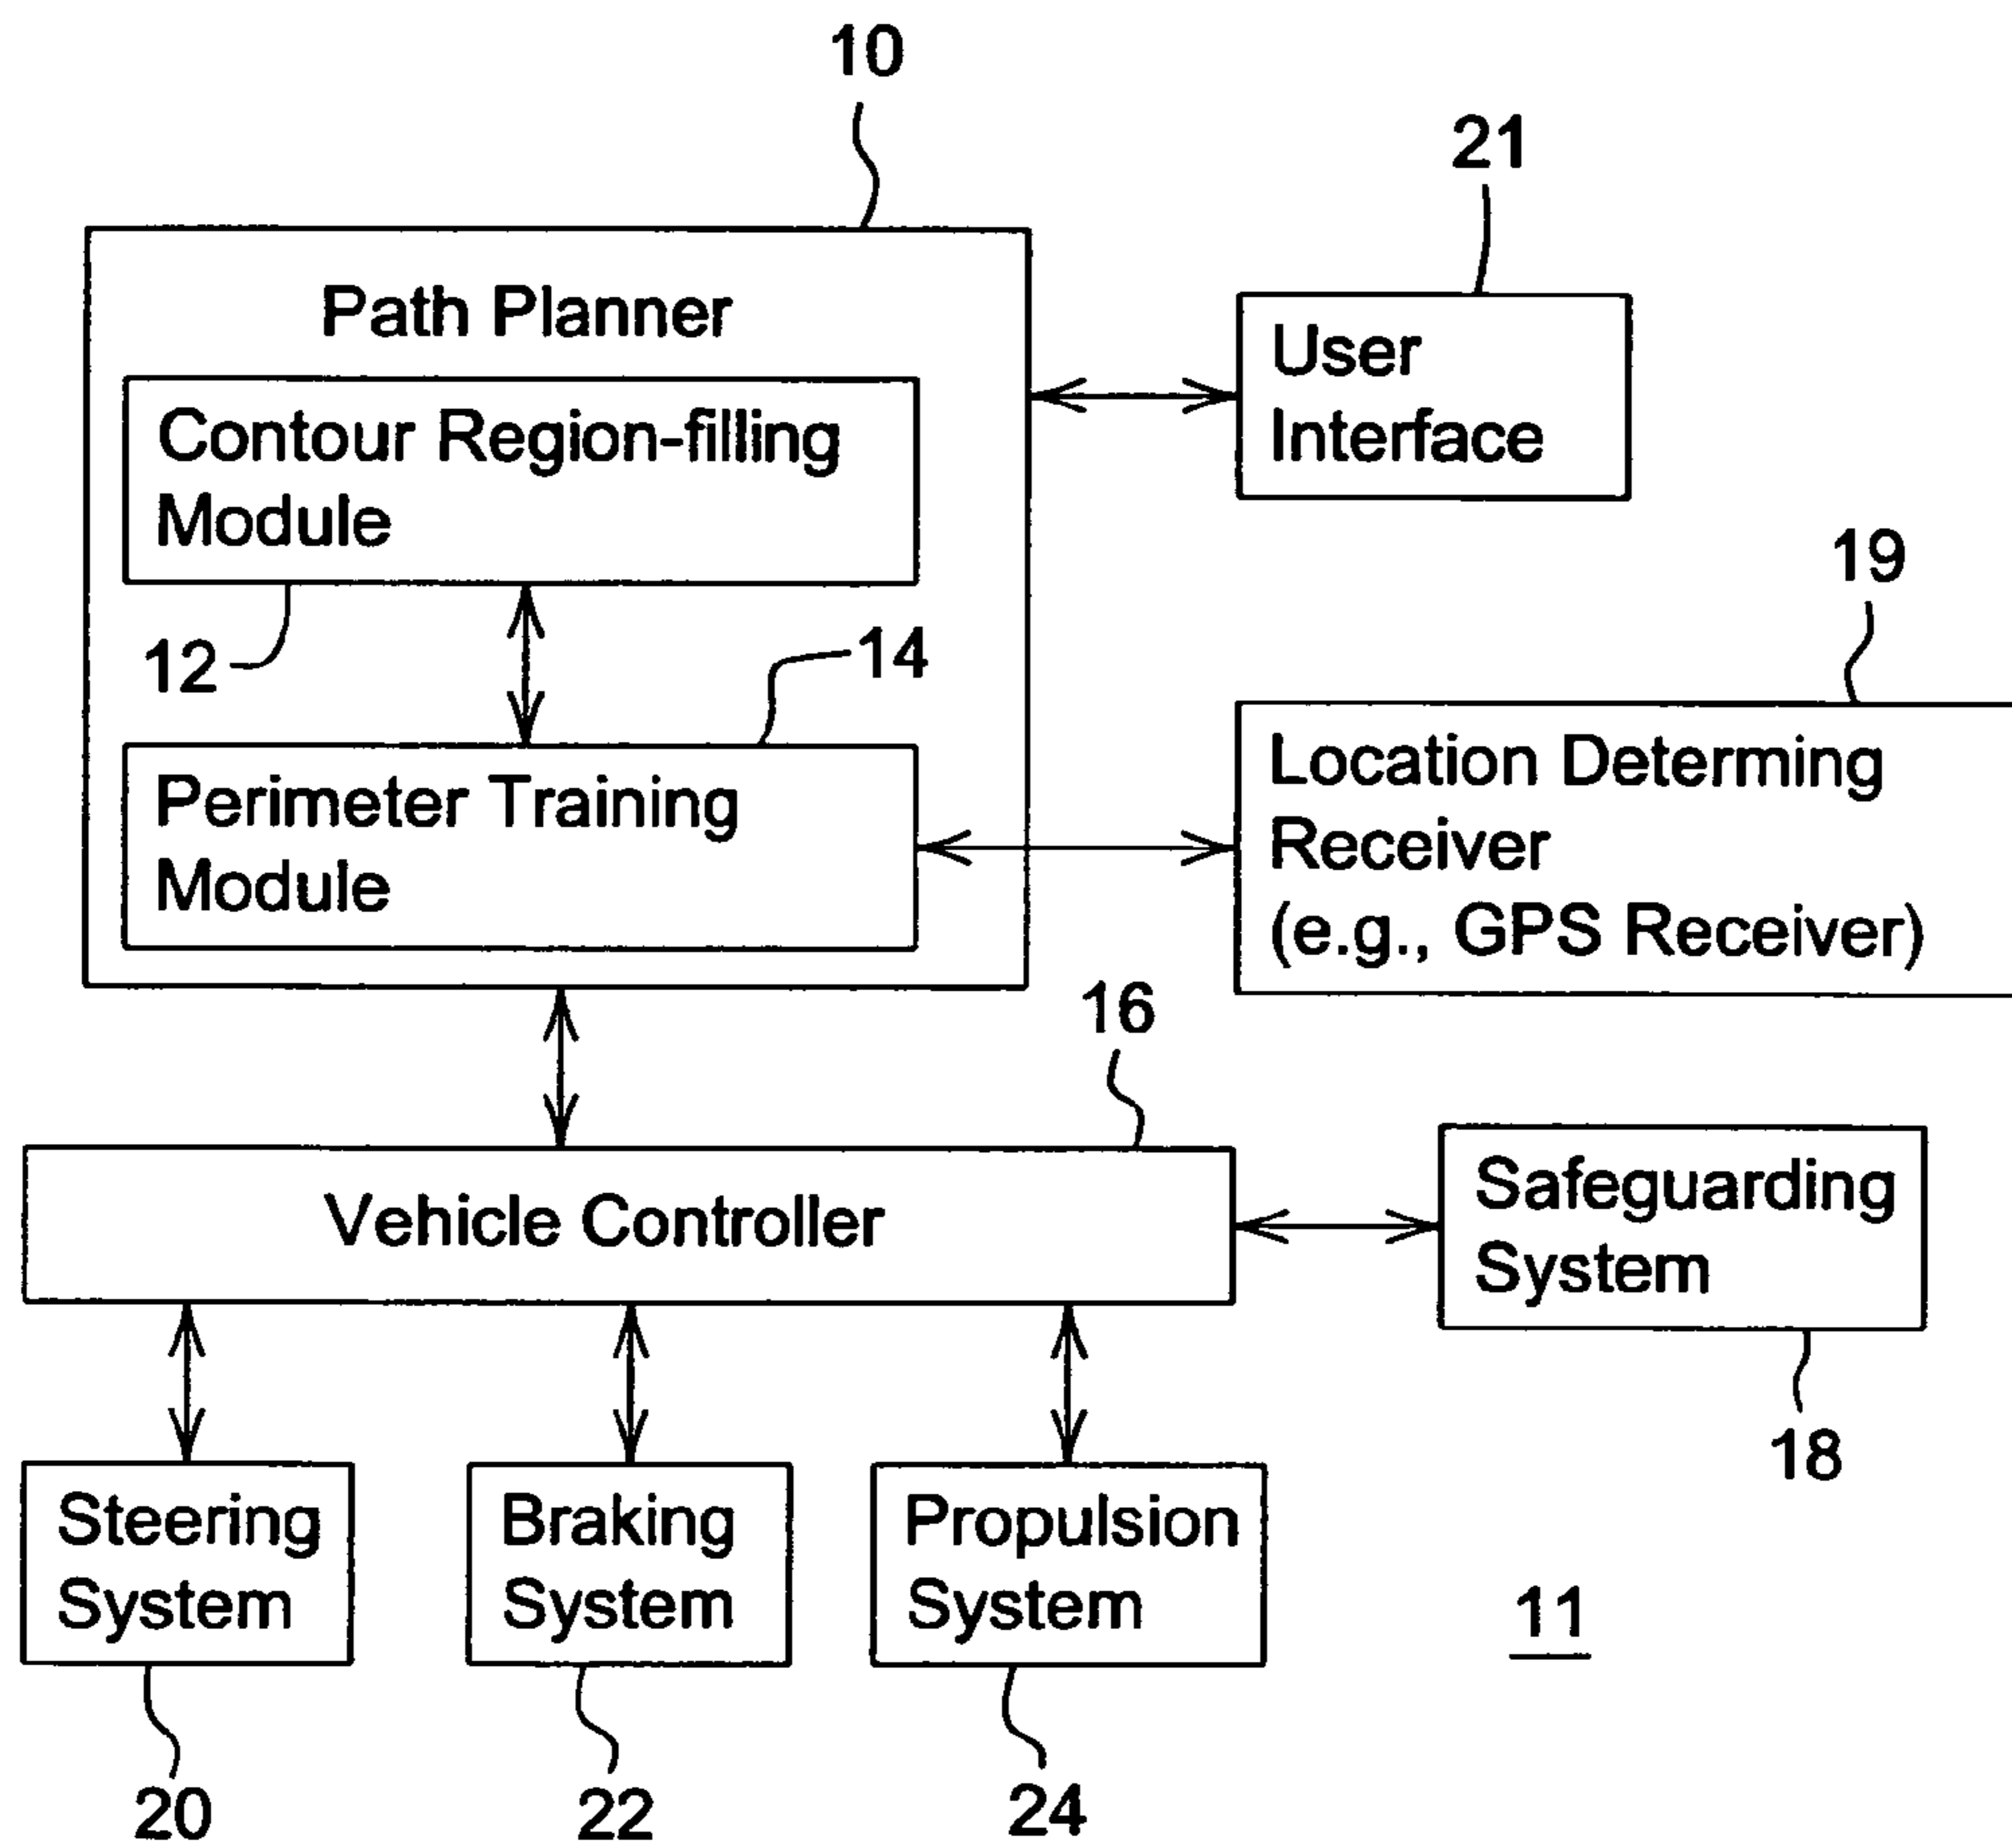 10
21
Path Planner
User
Interface
Contour Region-filling
Module
19
12
14
Location Determing
Receiver
(e.g., GPS Receiver)
Perimeter Training
Module
16
Vehicle Controller
Safeguarding
System
18
Steering
System
Braking
System
Propulsion
System
11
20
22
24